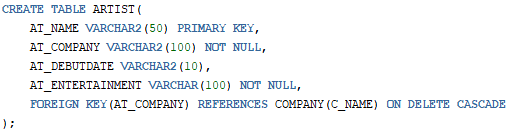 CREATE TABLE ARTIST(
AT_NAME VARCHAR2(50) PRIMARY KEY,
AT_COMPANY VARCHAR2(100) NOT NULL,
AT_DEBUTDATE VARCHAR2(10),
AT_ENTERTAINMENT VARCHAR(100) NOT NULL,
FOREIGN KEY(AT_COMPANY) REFERENCES COMPANY(C_NAME) ON DELETE CASCADE
);